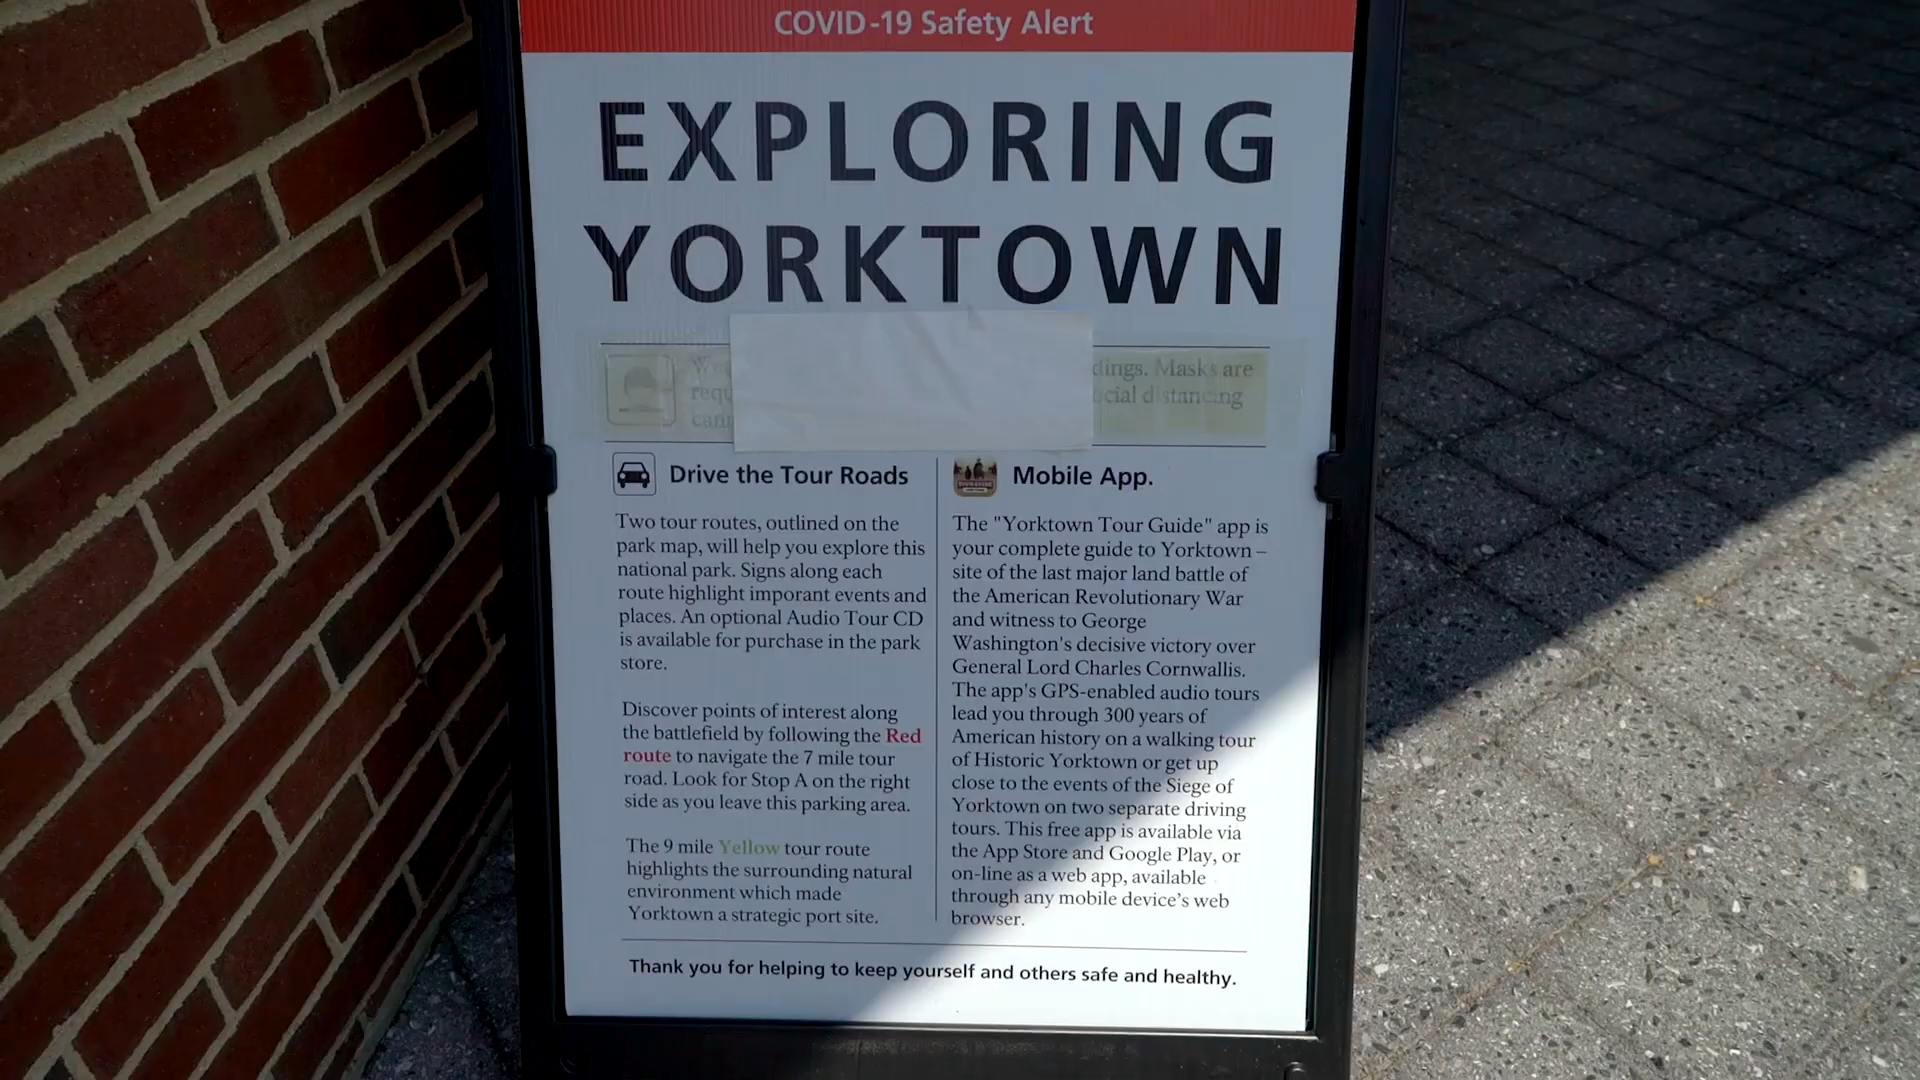 COVID-19 Safety Alert
EXPLORING
YORKTOWN
dings. Masks are
cial distancing
Drive the Tour Roads
Two tour routes, outlined on the
park map, will help you explore this
national park. Signs along each
route highlight imporant events and
places. An optional Audio Tour CD
is available for purchase in the park
store.
Discover points of interest along
the battlefield by following the Red
route to navigate the 7 mile tour
road. Look for Stop A on the right
side as you leave this parking area.
The 9 mile Yellow tour route
highlights the surrounding natural
environment which made
Yorktown a strategic port site.
Mobile App.
The "Yorktown Tour Guide" app is
your complete guide to Yorktown –
site of the last major land battle of
the American Revolutionary War
and witness to George
Washington's decisive victory over
General Lord Charles Cornwallis.
The app's GPS-enabled audio tours
lead you through 300 years of
American history on a walking tour
of Historic Yorktown or get up
close to the events of the Siege of
Yorktown on two separate driving
tours. This free app is available via
the App Store and Google Play, or
on-line as a web app, available
through any mobile device's web
browser.
Thank you for helping to keep yourself and others safe and healthy.